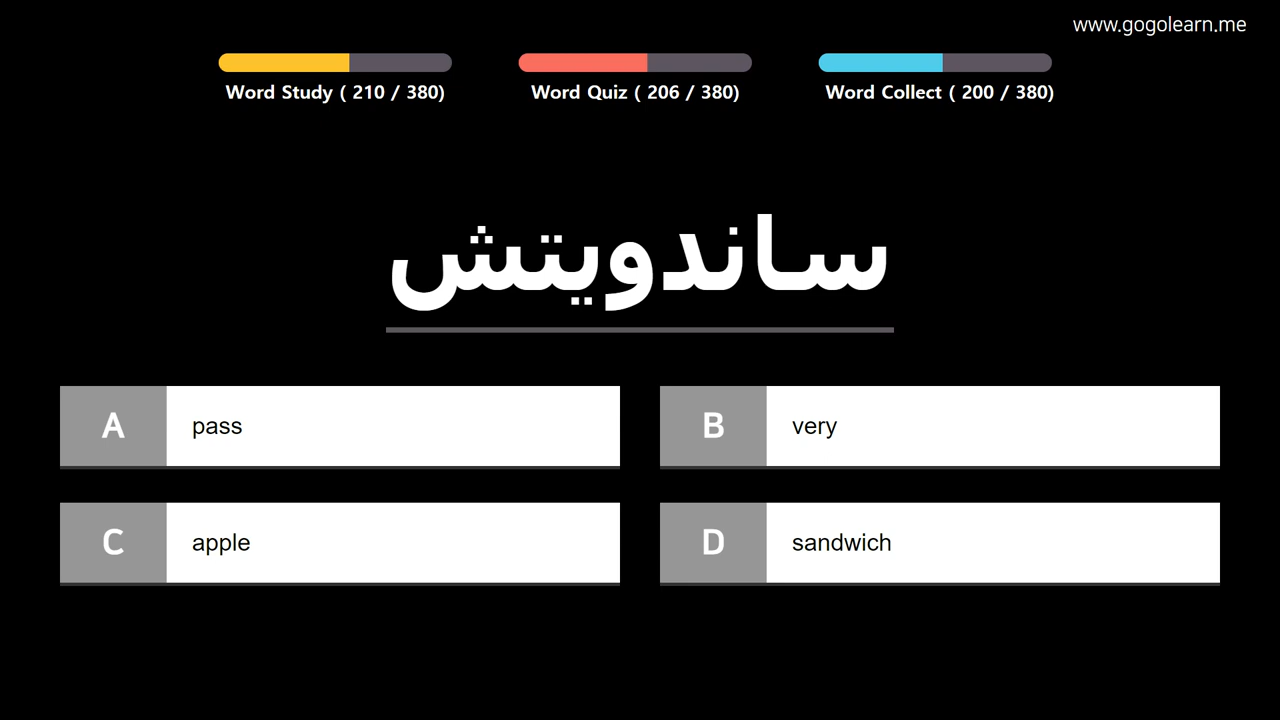 www.gogolearn.me
Word Study ( 210 / 380)
Word Quiz ( 206 / 380)
Word Collect ( 200 / 380)
ساندويتش
A pass
B very
C apple
D sandwich